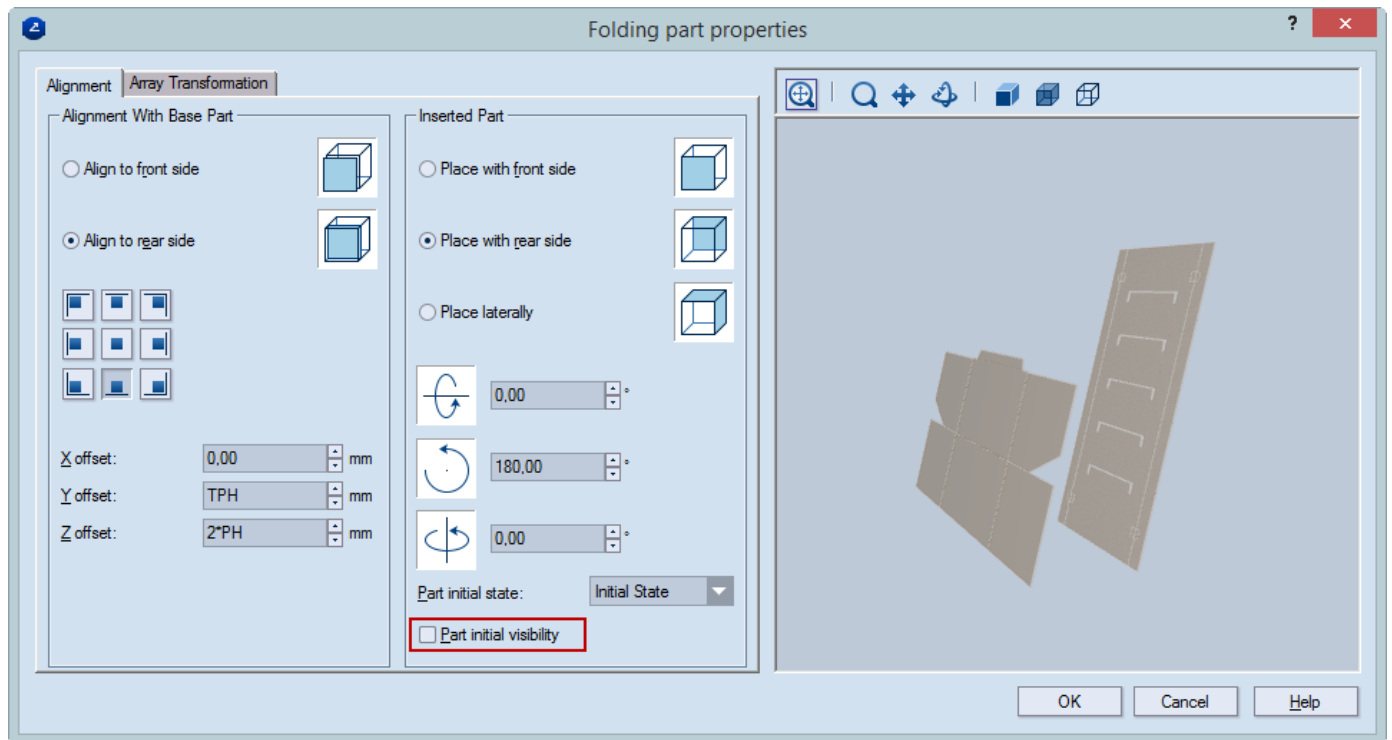 Folding part properties
?
Alignment
Array Transformation
Alignment With Base Part
Align to front side
Align to rear side
X offset:
0,00
mm
Y offset:
TPH
mm
Z offset:
2*PH
mm
Inserted Part
Place with front side
Place with rear side
Place laterally
0,00
°
180,00
°
0,00
°
Part initial state:
Initial State
Part initial visibility
OK
Cancel
Help